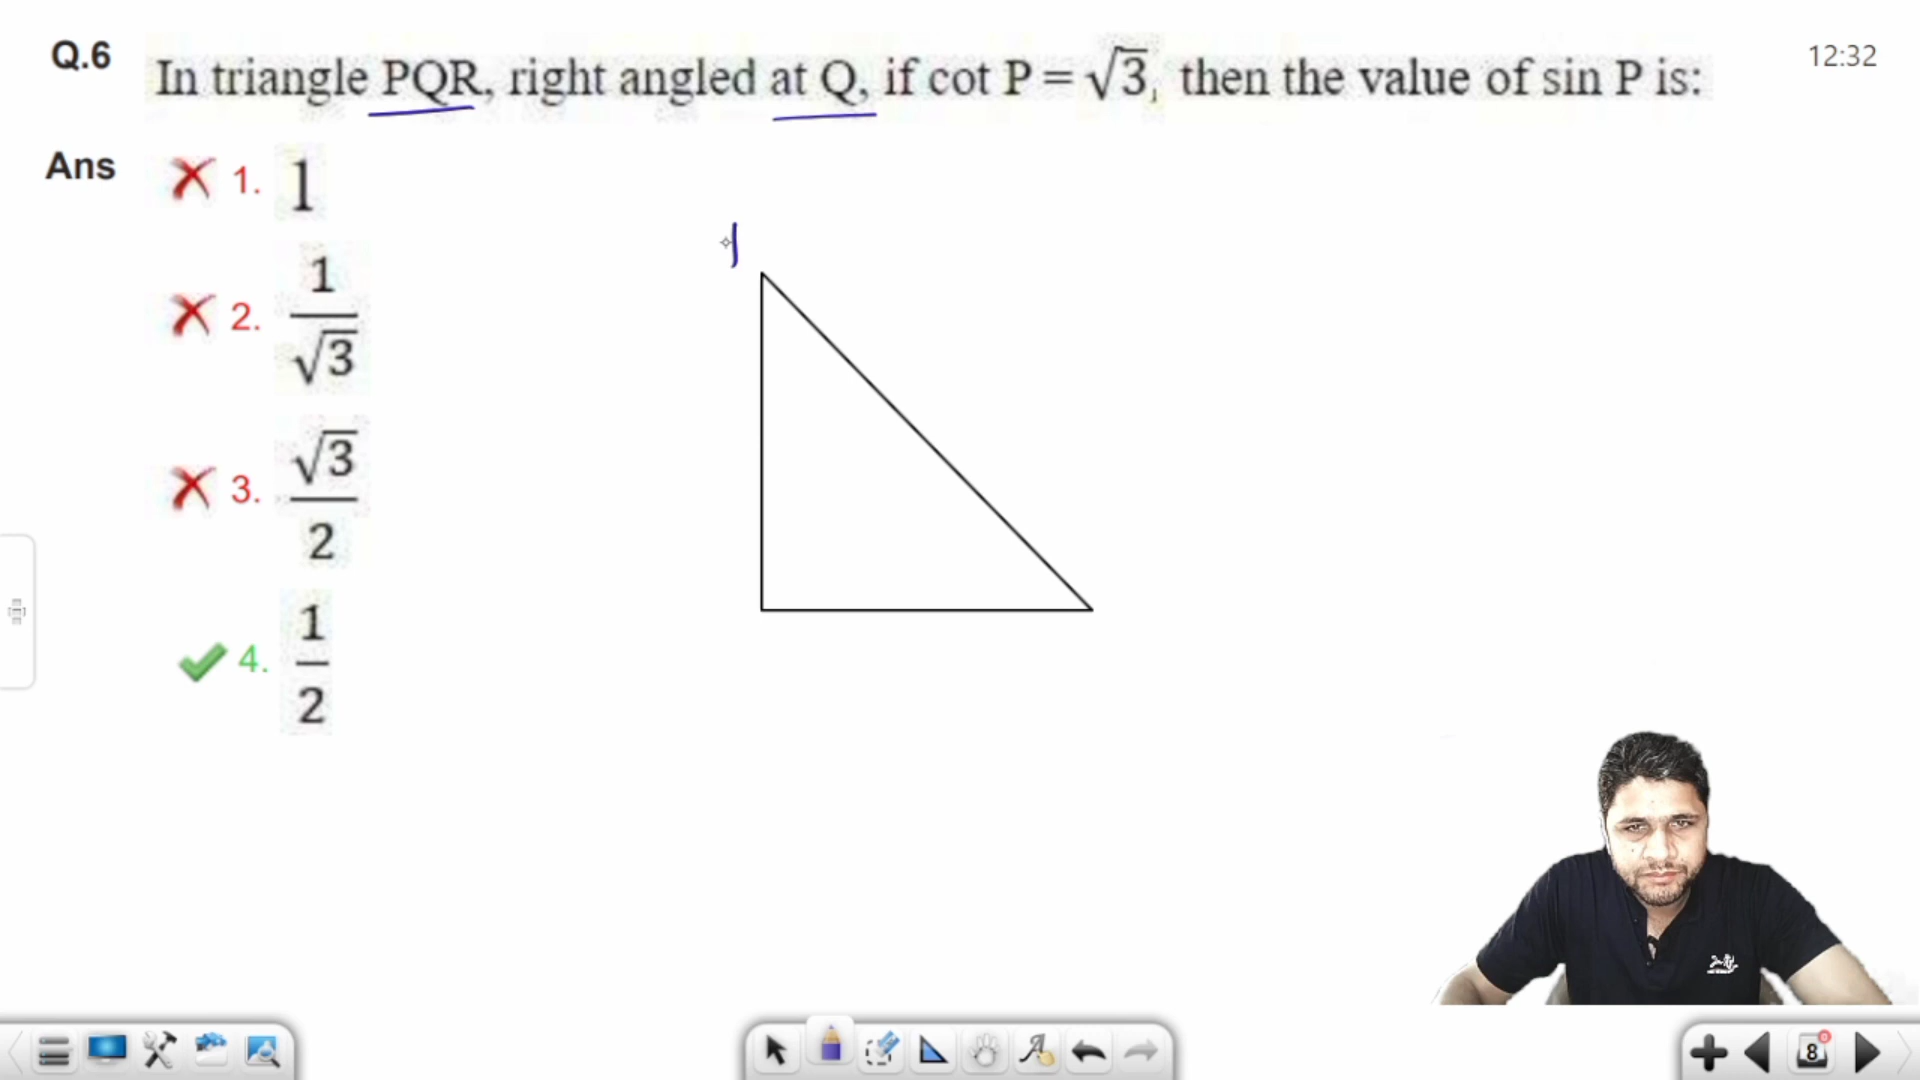 Q.6
In triangle PQR, right angled at Q, if cot P = √3, then the value of sin P is:
12:32
Ans
1. 1
2. 1/√3
3. √3/2
4. 1/2
8